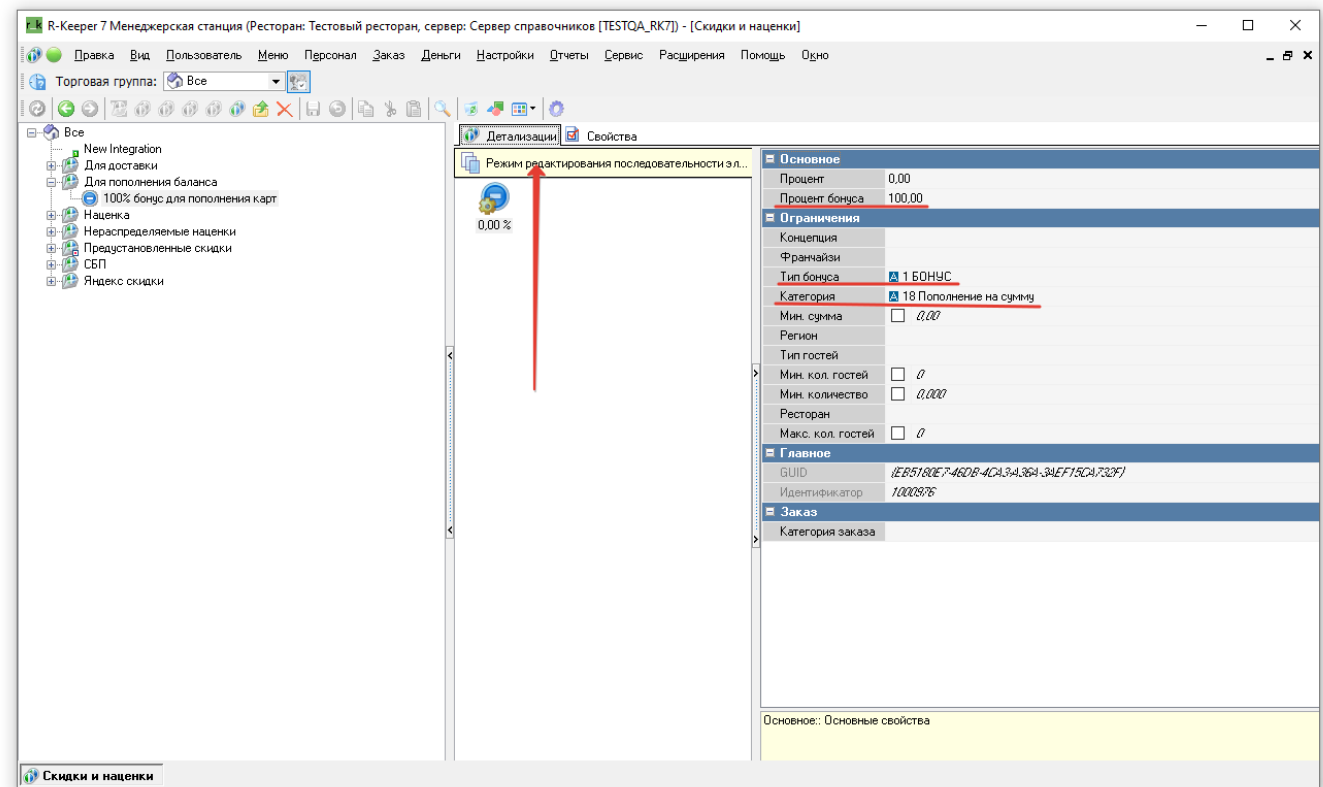 R-Keeper 7 Менеджерская станция (Ресторан: Тестовый ресторан, сервер: Сервер справочников [TESTQA_RK7]) - [Скидки и наценки]
Правка Вид Пользователь Меню Персонал Заказ Деньги Настройки Отчеты Сервис Расширения Помощь Окно
Торговая группа: Все
Все
New Integration
Для доставки
Для пополнения баланса
100% бонус для пополнения карт
Наценка
Нераспределяемые наценки
Предустановленные скидки
СБП
Яндекс скидки
Детализации Свойства
Режим редактирования последовательности эл...
0,00 %
Основное
Процент 0,00
Процент бонуса 100,00
Ограничения
Концепция
Франчайзи
Тип бонуса 1 БОНУС
Категория 18 Пополнение на сумму
Мин. сумма 0,00
Регион
Тип гостей
Мин. кол. гостей 0
Мин. количество 0,000
Ресторан
Макс. кол. гостей 0
Главное
GUID {EB5180E7-46DB-4CA3-A36A-3AEF15CA732F}
Идентификатор 1000976
Заказ
Категория заказа
Основное:: Основные свойства
Скидки и наценки